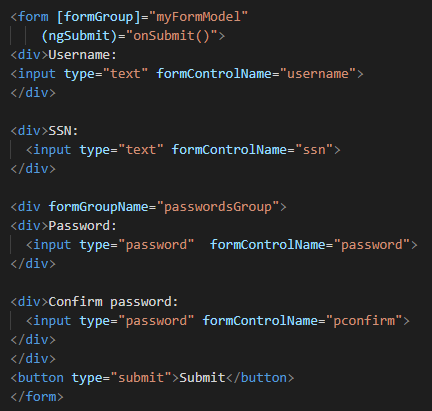 <form [formGroup]="myFormModel"
    (ngSubmit)="onSubmit()">
<div>Username:
<input type="text" formControlName="username">
</div>

<div>SSN:
  <input type="text" formControlName="ssn">
</div>

<div formGroupName="passwordsGroup">
<div>Password:
  <input type="password"  formControlName="password">
</div>

<div>Confirm password:
  <input type="password" formControlName="pconfirm">
</div>
</div>
<button type="submit">Submit</button>
</form>